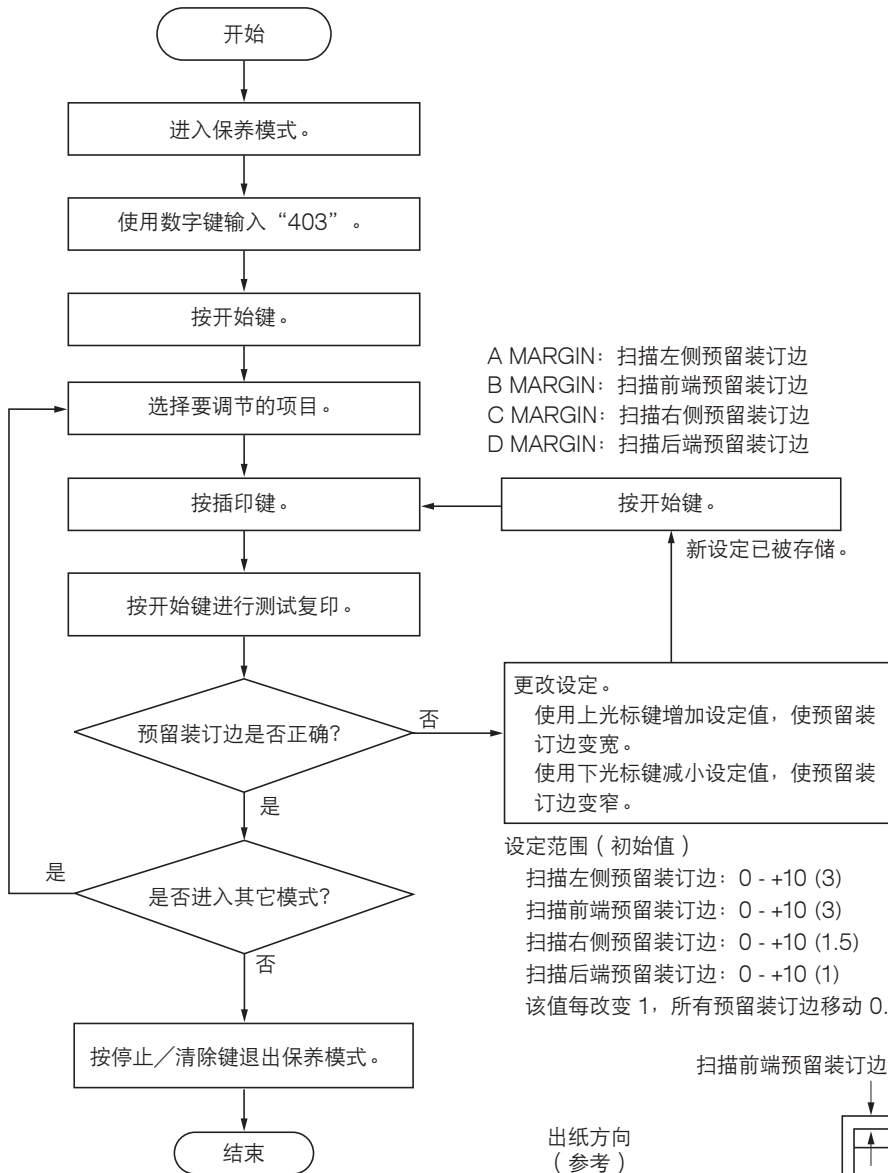 开始
进入保养模式。
使用数字键输入“403”。
按开始键。
A MARGIN：扫描左侧预留装订边
B MARGIN：扫描前端预留装订边
C MARGIN：扫描右侧预留装订边
D MARGIN：扫描后端预留装订边
选择要调节的项目。
按插印键。
按开始键。
新设定已被存储。
按开始键进行测试复印。
更改设定。
使用上光标键增加设定值，使预留装
订边变宽。
使用下光标键减小设定值，使预留装
订边变窄。
预留装订边是否正确？
否
是
设定范围（初始值）
扫描左侧预留装订边：0 - +10 (3)
扫描前端预留装订边：0 - +10 (3)
扫描右侧预留装订边：0 - +10 (1.5)
扫描后端预留装订边：0 - +10 (1)
该值每改变 1，所有预留装订边移动 0.
是
是否进入其它模式？
否
按停止／清除键退出保养模式。
扫描前端预留装订边
结束
出纸方向
（参考）